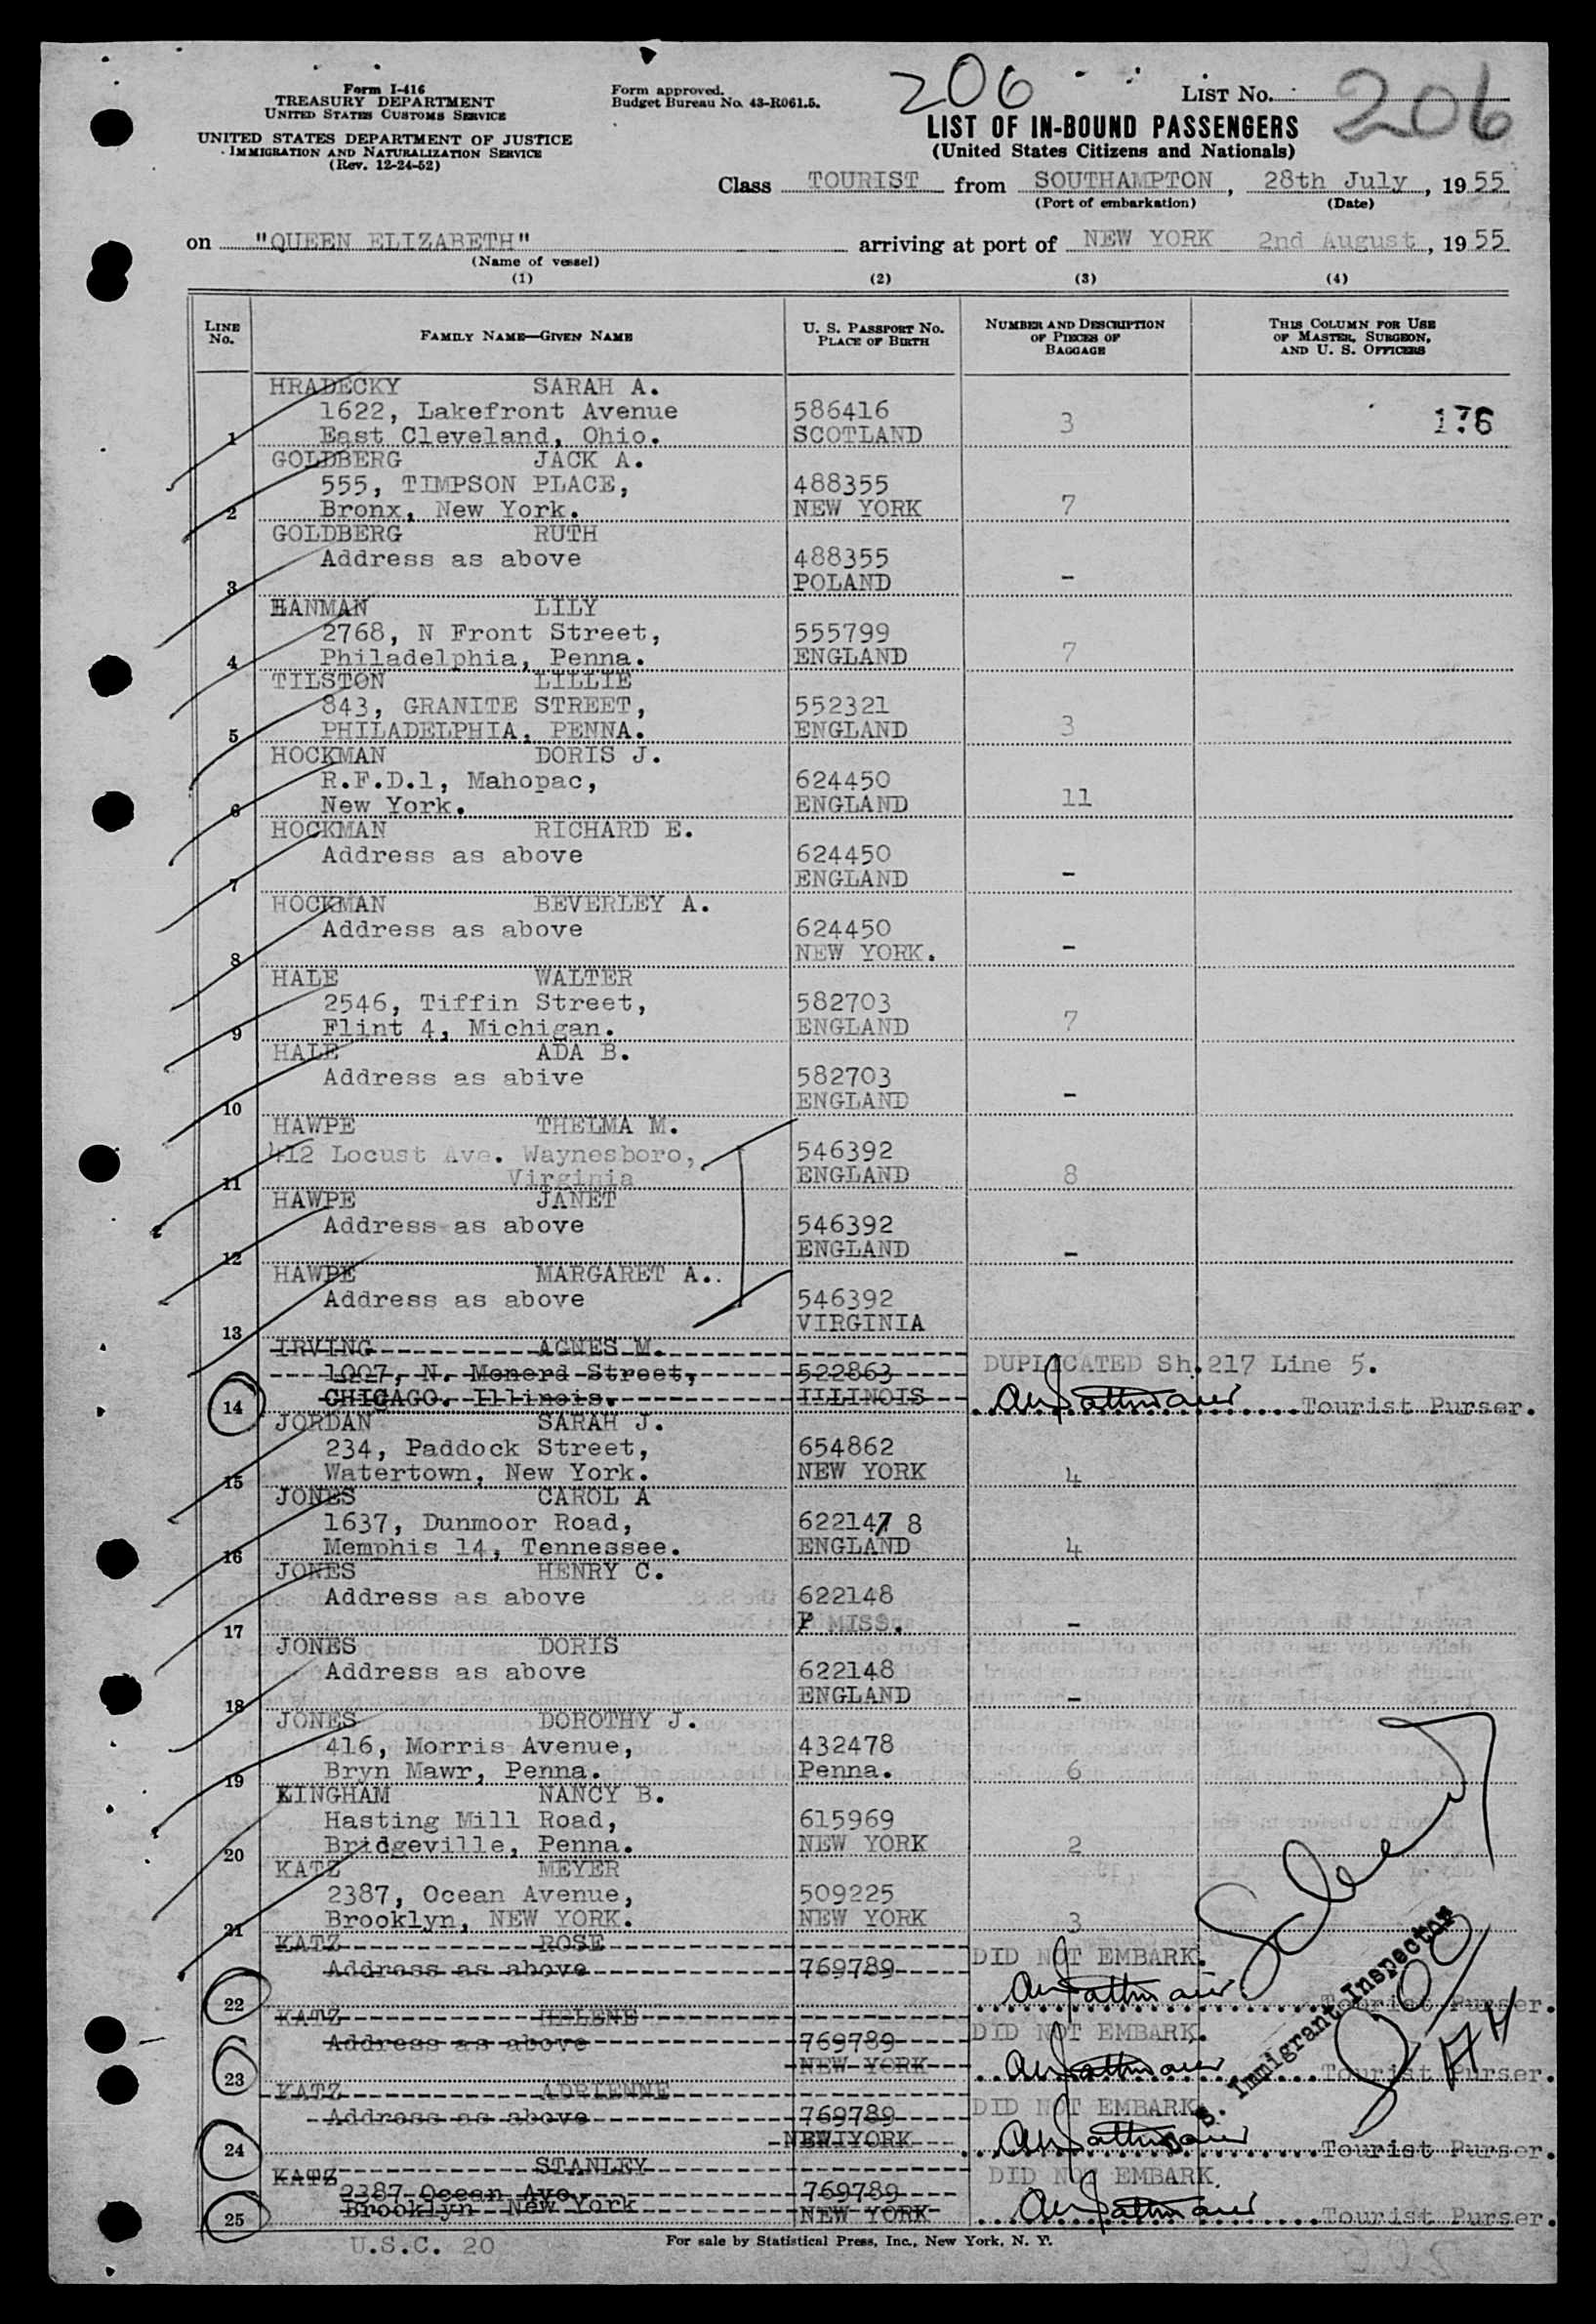 206
List No. 206
Form I-416
TREASURY DEPARTMENT
UNITED STATES CUSTOMS SERVICE
UNITED STATES DEPARTMENT OF JUSTICE
IMMIGRATION AND NATURALIZATION SERVICE
(Rev. 12-24-52)
Form approved.
Budget Bureau No. 43-R061.5.
LIST OF IN-BOUND PASSENGERS
(United States Citizens and Nationals)
Class TOURIST from SOUTHAMPTON, 28th July, 1955
(Port of embarkation) (Date)
on "QUEEN ELIZABETH" arriving at port of NEW YORK 2nd August, 1955
(Name of vessel)
(1) (2) (3) (4)
LINE No. FAMILY NAME—GIVEN NAME U. S. PASSPORT No. PLACE OF BIRTH NUMBER AND DESCRIPTION OF PIECES OF BAGGAGE THIS COLUMN FOR USE OF MASTER, SURGEON, AND U. S. OFFICERS
HRADECKY SARAH A.
1622, Lakefront Avenue 586416 3 176
1 East Cleveland, Ohio. SCOTLAND
GOLDBERG JACK A.
555, TIMPSON PLACE, 488355
2 Bronx, New York. NEW YORK 7
GOLDBERG RUTH
Address as above 488355
3 POLAND -
HANMAN LILY
2768, N Front Street, 555799
4 Philadelphia, Penna. ENGLAND 7
TILSTON LILLIE
843, GRANITE STREET, 552321
5 PHILADELPHIA, PENNA. ENGLAND 3
HOCKMAN DORIS J.
R.F.D.1, Mahopac, 624450
6 New York. ENGLAND 11
HOCKMAN RICHARD E.
Address as above 624450
7 ENGLAND -
HOCKMAN BEVERLEY A.
Address as above 624450
8 NEW YORK. -
HALE WALTER
2546, Tiffin Street, 582703
9 Flint 4, Michigan. ENGLAND 7
HALE ADA B.
Address as abive 582703
10 ENGLAND -
HAWPE THELMA M.
412 Locust Ave. Waynesboro, 546392
11 Virginia ENGLAND 8
HAWPE JANET
Address as above 546392
12 ENGLAND -
HAWPE MARGARET A..
Address as above 546392
13 VIRGINIA
IRVING AGNES M.
1007, N. Menerd Street, 522863 DUPLICATED Sh.217 Line 5.
14 CHICAGO. Illinois. ILLINOIS Tourist Purser.
JORDAN SARAH J.
234, Paddock Street, 654862
15 Watertown, New York. NEW YORK 4
JONES CAROL A
1637, Dunmoor Road, 622147 8
16 Memphis 14, Tennessee. ENGLAND 4
JONES HENRY C.
Address as above 622148
17 MISS. -
JONES DORIS
Address as above 622148
18 ENGLAND -
JONES DOROTHY J.
416, Morris Avenue, 432478
19 Bryn Mawr, Penna. Penna. 6
KINGHAM NANCY B.
Hasting Mill Road, 615969
20 Bridgeville, Penna. NEW YORK 2
KATZ MEYER
2387, Ocean Avenue, 509225
21 Brooklyn, NEW YORK. NEW YORK 3
KATZ ROSE DID NOT EMBARK.
Address as above 769789
22 Tourist Purser.
KATZ HELENE DID NOT EMBARK.
Address as above 769789
23 NEW YORK Tourist Purser.
KATZ ADRIENNE DID NOT EMBARK
Address as above 769789
24 NEW YORK Tourist Purser.
KATZ STANLEY DID NOT EMBARK
2387 Ocean Ave 769789
25 Brooklyn New York NEW YORK Tourist Purser.
Immigrant Inspector
U.S.C. 20
For sale by Statistical Press, Inc., New York, N. Y.